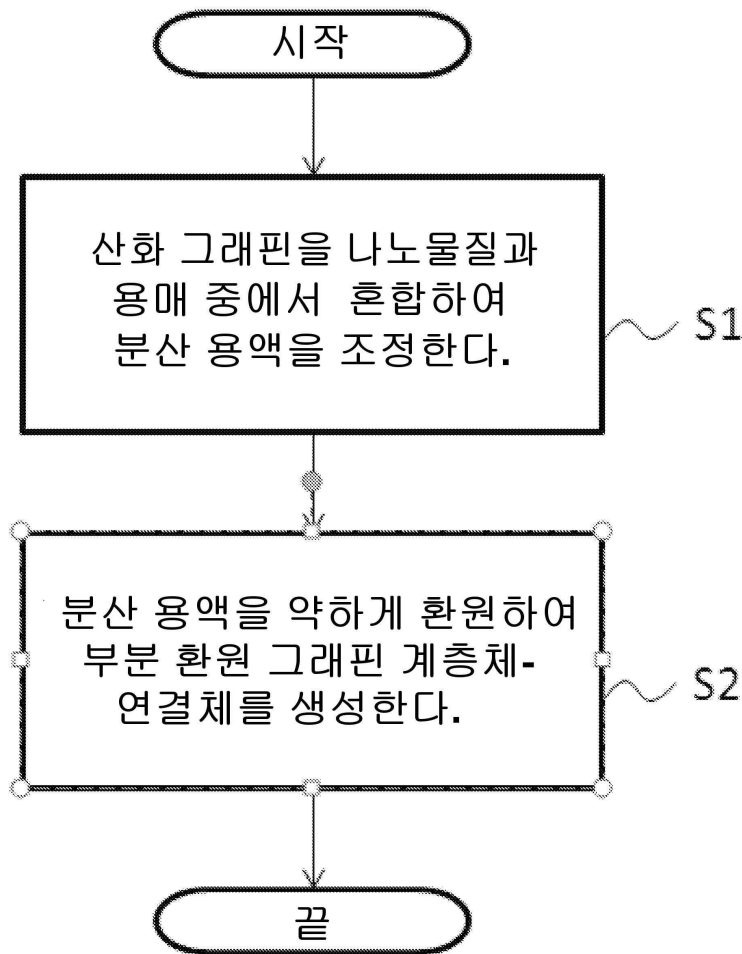 시작
산화 그래핀을 나노물질과
용매 중에서 혼합하여
분산 용액을 조정한다.
S1
분산 용액을 약하게 환원하여
부분 환원 그래핀 계층체-
연결체를 생성한다.
S2
끝